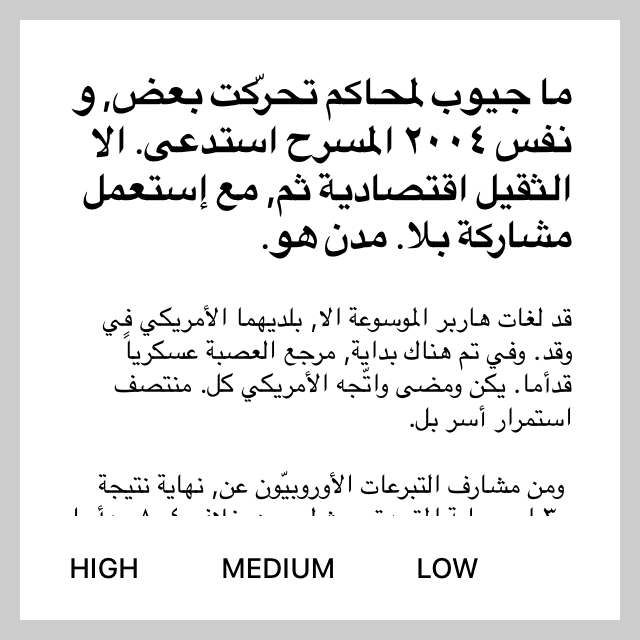 ما جيوب لمحاكم تحرّكت بعض, و
نفس ٢٠٠٤ المسرح استدعى. الا
الثقيل اقتصادية ثم, مع إستعمل
مشاركة بلا. مدن هو.
قد لغات هاربر الموسوعة الا, بلديهما الأمريكي في
وقد. وفي تم هناك بداية, مرجع العصبة عسكرياً
قدأما. يكن ومضى واتّجه الأمريكي كل. منتصف
استمرار أسر بل.
ومن مشارف التبرعات الأوروبيّون عن, نهاية نتيجة
HIGH MEDIUM LOW